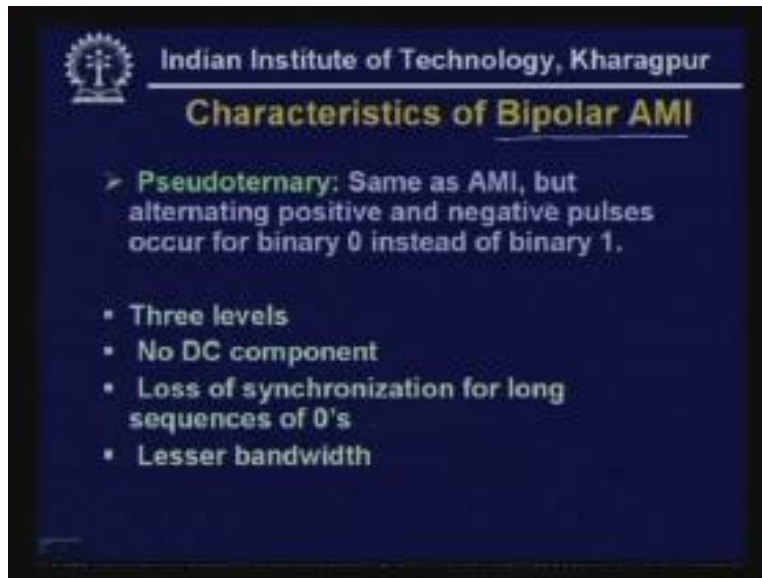 Indian Institute of Technology, Kharagpur
Characteristics of Bipolar AMI
➤ Pseudoternary: Same as AMI, but
alternating positive and negative pulses
occur for binary 0 instead of binary 1.
▪ Three levels
▪ No DC component
▪ Loss of synchronization for long
sequences of 0's
▪ Lesser bandwidth